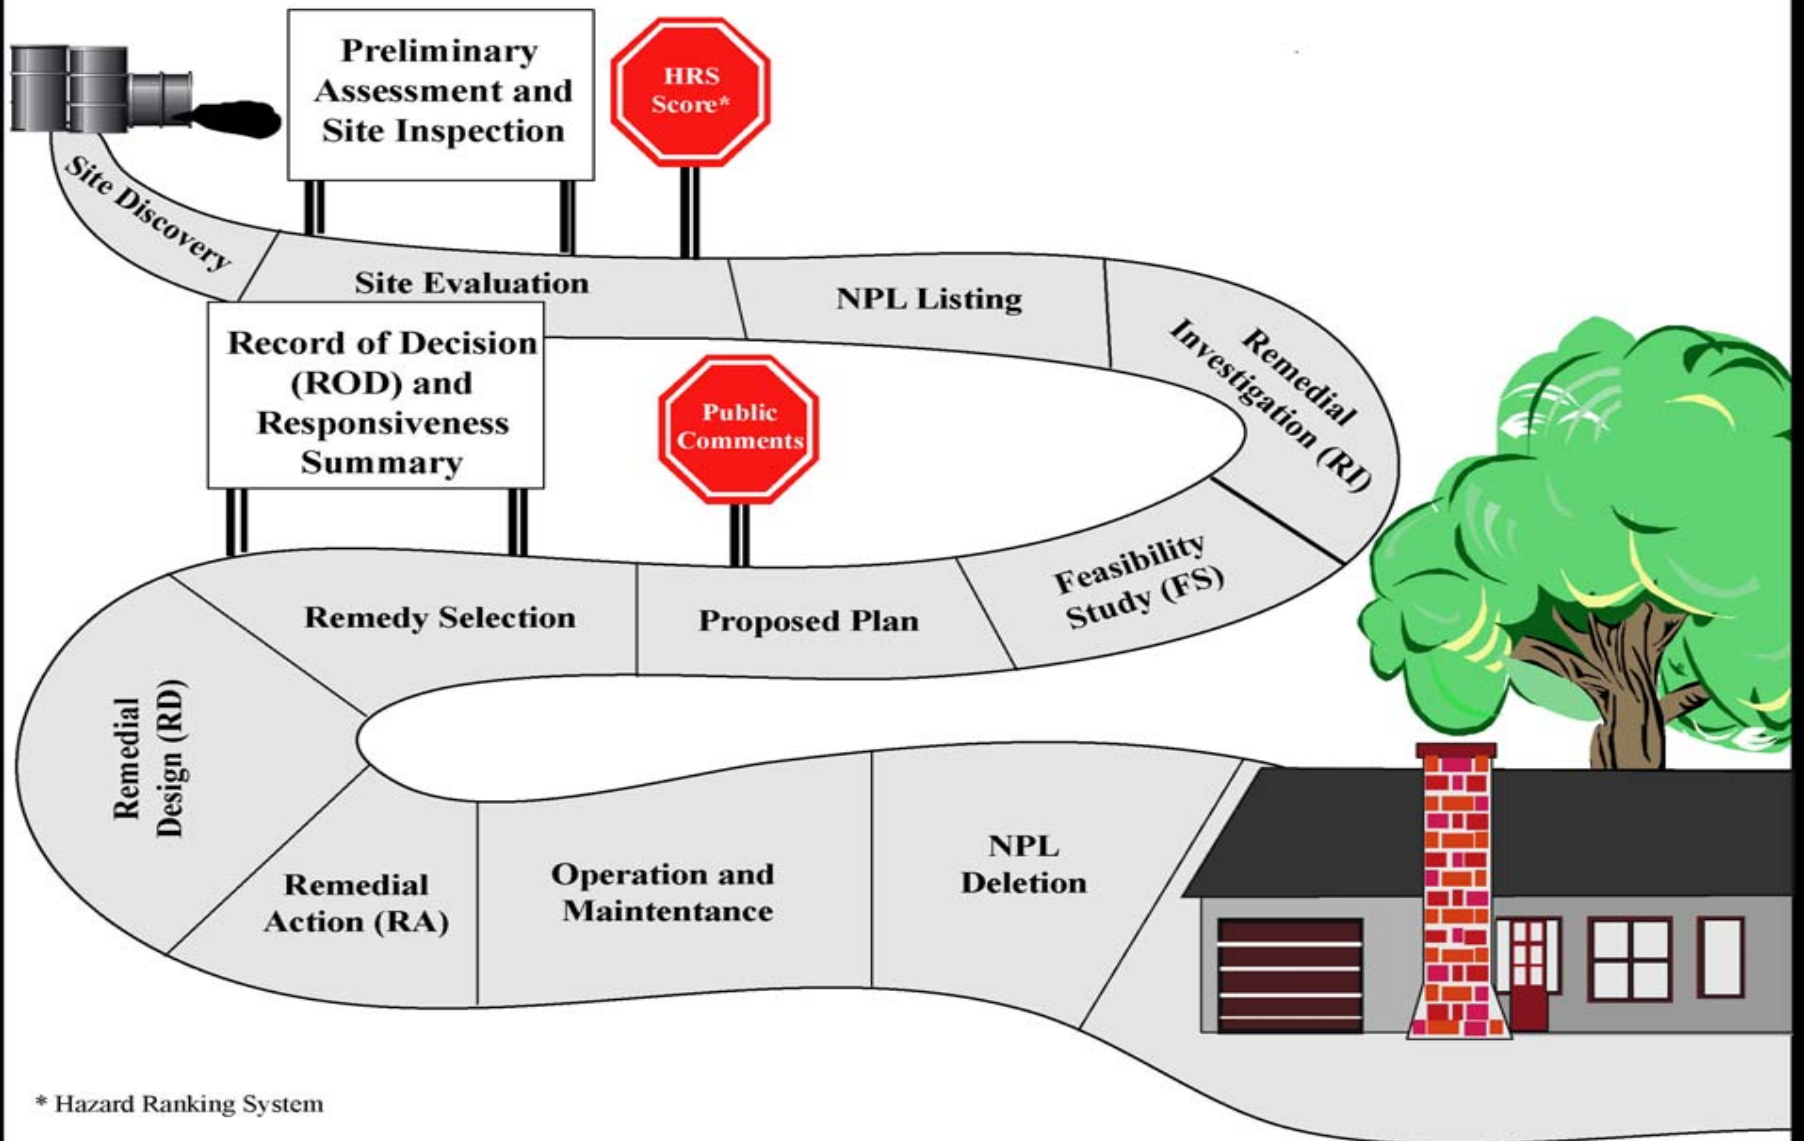 Preliminary
Assessment and
Site Inspection
HRS
Score*
Site Discovery
Site Evaluation
NPL Listing
Remedial
Investigation (RI)
Record of Decision
(ROD) and
Responsiveness
Summary
Public
Comments
Feasibility
Study (FS)
Proposed Plan
Remedy Selection
Remedial
Design (RD)
Remedial
Action (RA)
Operation and
Maintentance
NPL
Deletion
* Hazard Ranking System